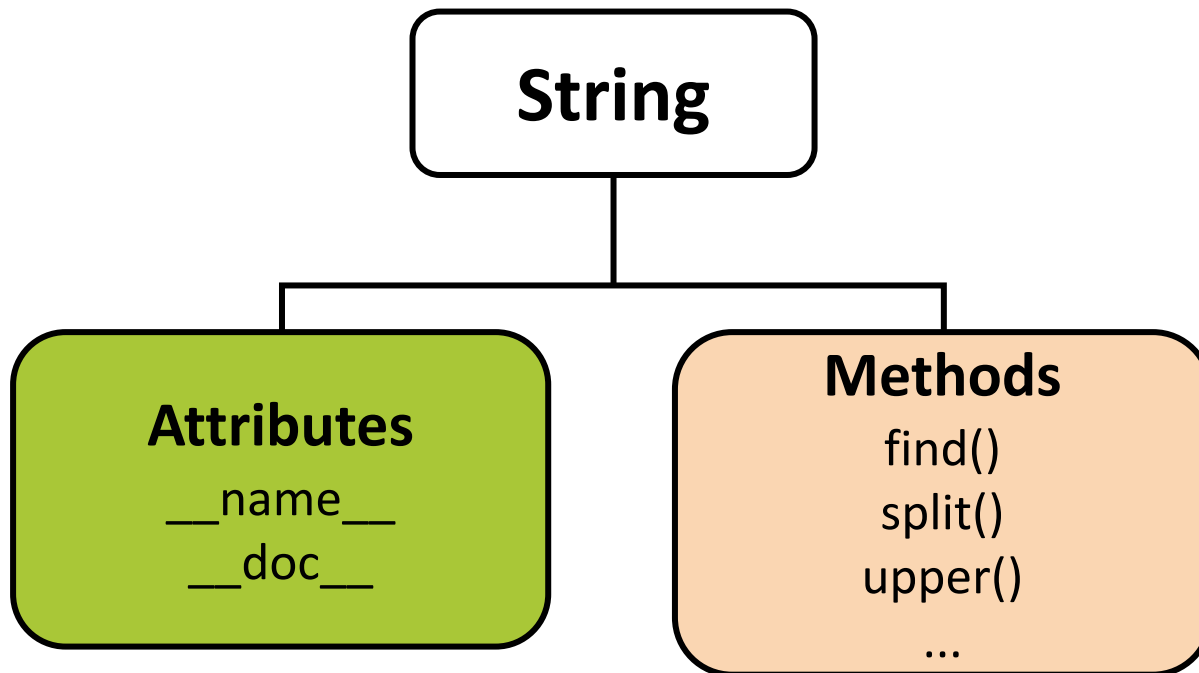 String
Attributes
__name__
__doc__
Methods
find()
split()
upper()
...